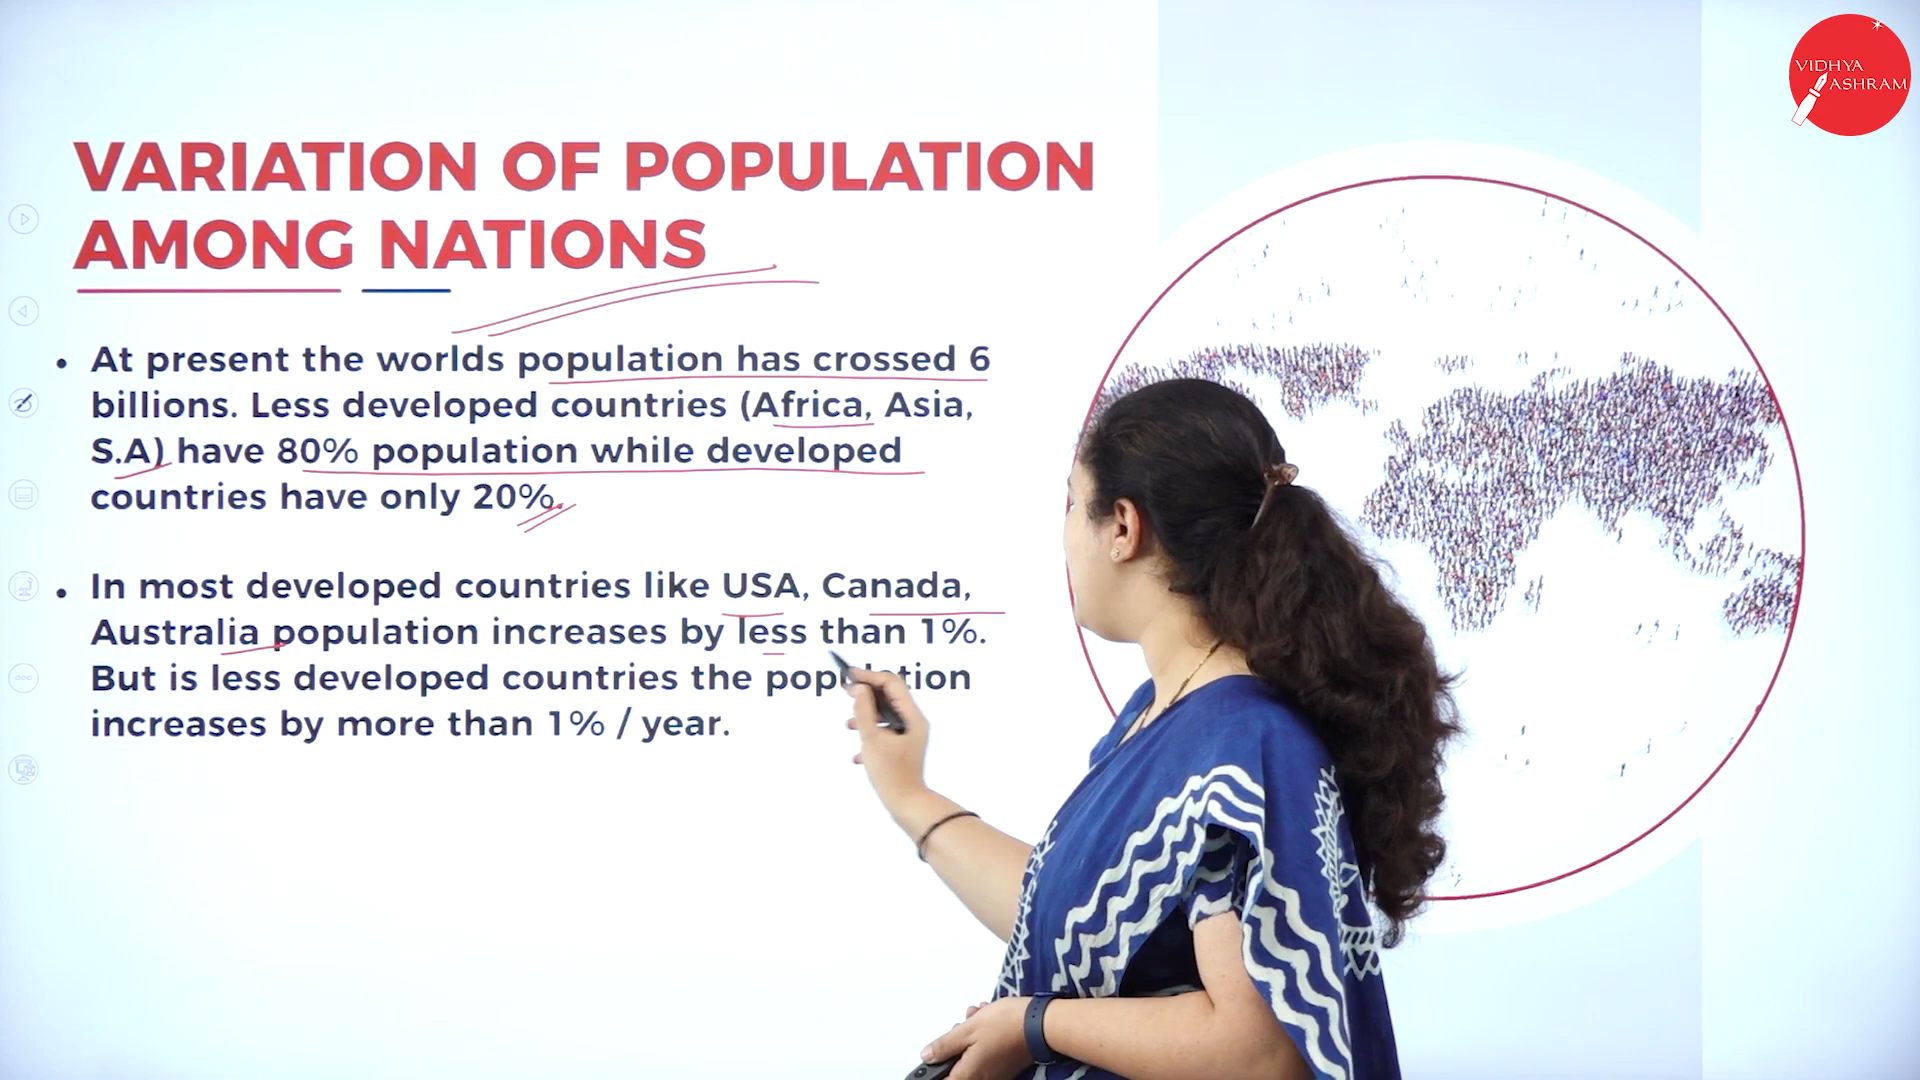 VIDHYA
ASHRAM
VARIATION OF POPULATION
AMONG NATIONS
• At present the worlds population has crossed 6
billions. Less developed countries (Africa, Asia,
S.A) have 80% population while developed
countries have only 20%.
• In most developed countries like USA, Canada,
Australia population increases by less than 1%.
But is less developed countries the population
increases by more than 1% / year.